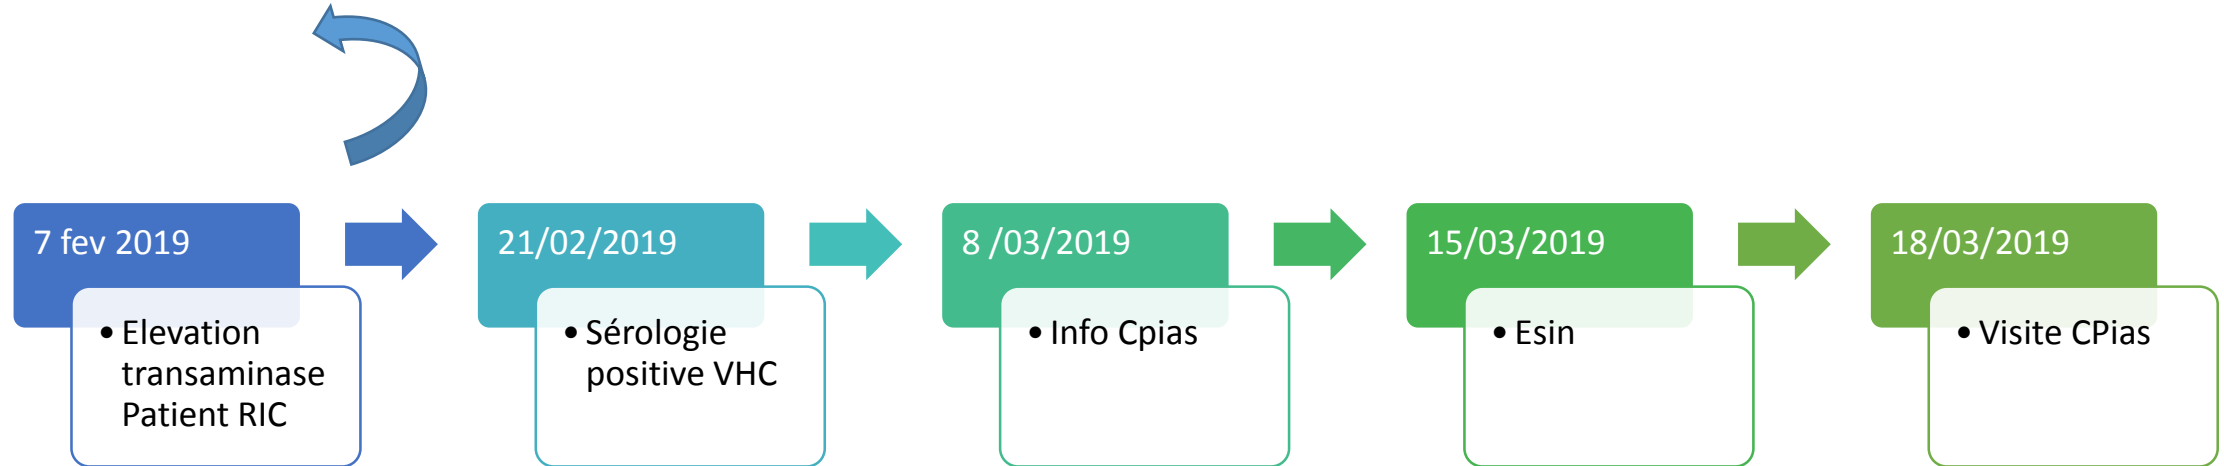 7 fev 2019
• Elevation
transaminase
Patient RIC
21/02/2019
• Sérologie
positive VHC
8 /03/2019
• Info Cpias
15/03/2019
• Esin
18/03/2019
• Visite CPias